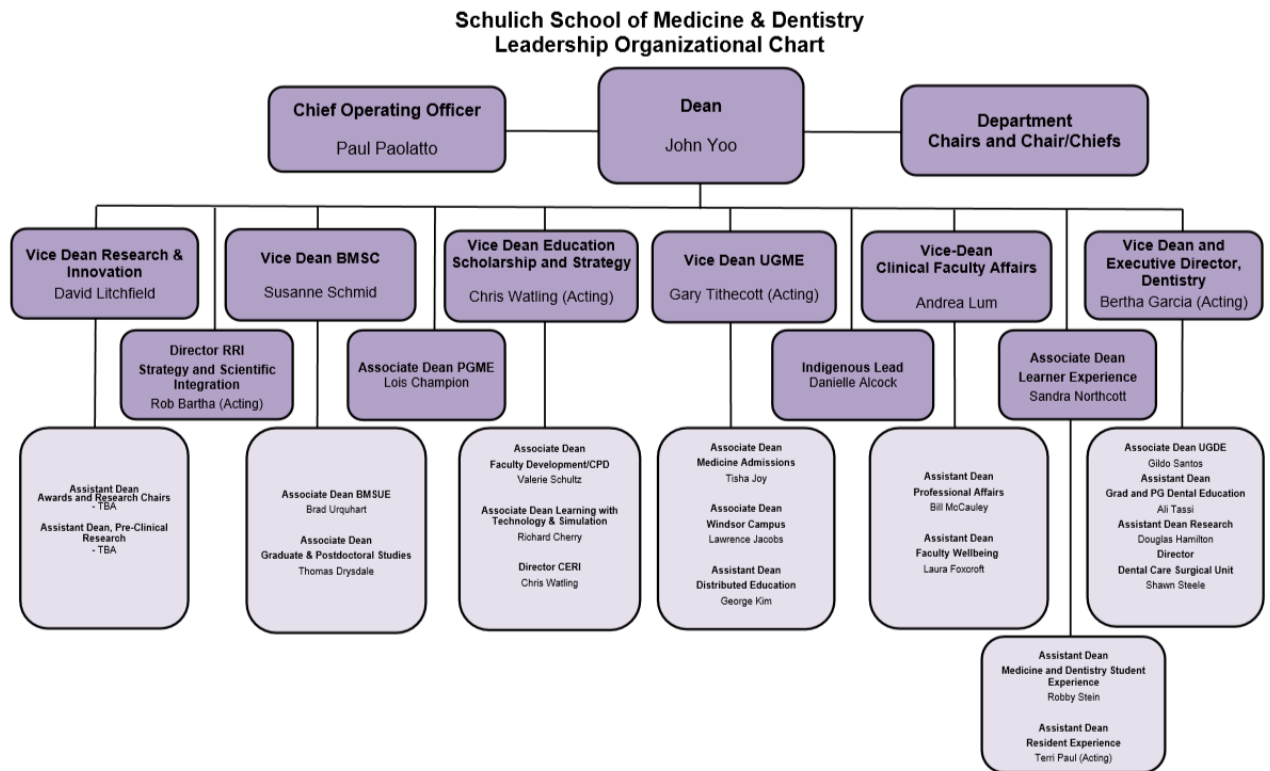 Schulich School of Medicine & Dentistry
Leadership Organizational Chart
Chief Operating Officer
Paul Paolatto
Dean
John Yoo
Department
Chairs and Chair/Chiefs
Vice Dean Research &
Innovation
David Litchfield
Vice Dean BMSC
Susanne Schmid
Vice Dean Education
Scholarship and Strategy
Chris Watling (Acting)
Vice Dean UGME
Gary Tithecott (Acting)
Vice-Dean
Clinical Faculty Affairs
Andrea Lum
Vice Dean and
Executive Director,
Dentistry
Bertha Garcia (Acting)
Director RRI
Strategy and Scientific
Integration
Rob Bartha (Acting)
Associate Dean PGME
Lois Champion
Indigenous Lead
Danielle Alcock
Associate Dean
Learner Experience
Sandra Northcott
Assistant Dean
Awards and Research Chairs
- TBA
Assistant Dean, Pre-Clinical
Research
- TBA
Associate Dean BMSUE
Brad Urquhart
Associate Dean
Graduate & Postdoctoral Studies
Thomas Drysdale
Associate Dean
Faculty Development/CPD
Valerie Schultz
Associate Dean Learning with
Technology & Simulation
Richard Cherry
Director CERI
Chris Watling
Associate Dean
Medicine Admissions
Tisha Joy
Associate Dean
Windsor Campus
Lawrence Jacobs
Assistant Dean
Distributed Education
George Kim
Assistant Dean
Professional Affairs
Bill McCauley
Assistant Dean
Faculty Wellbeing
Laura Foxcroft
Associate Dean UGDE
Gildo Santos
Assistant Dean
Grad and PG Dental Education
Ali Tassi
Assistant Dean Research
Douglas Hamilton
Director
Dental Care Surgical Unit
Shawn Steele
Assistant Dean
Medicine and Dentistry Student
Experience
Robby Stein
Assistant Dean
Resident Experience
Terri Paul (Acting)